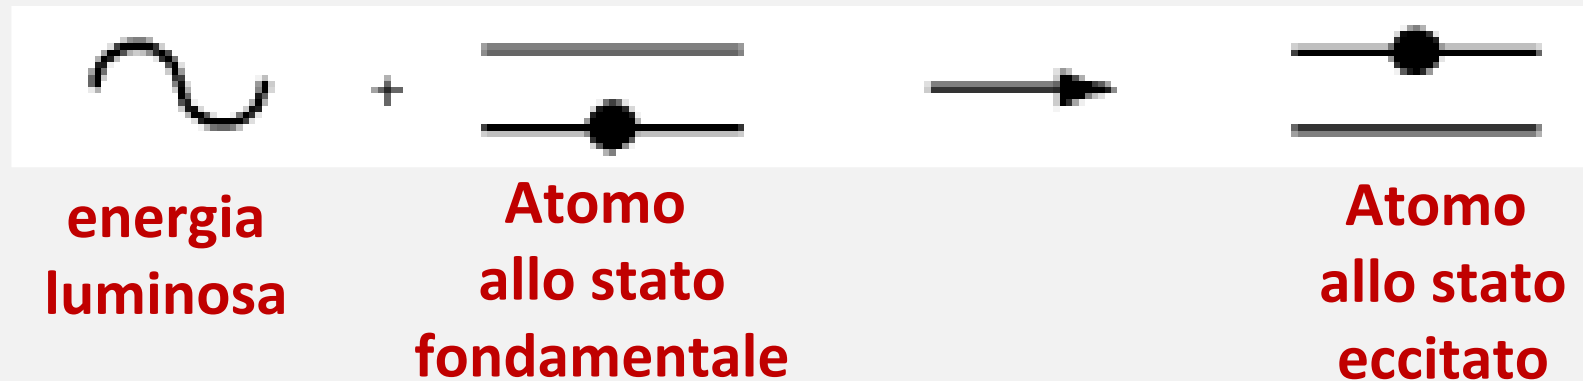 +
energia
luminosa
Atomo
allo stato
fondamentale
Atomo
allo stato
eccitato